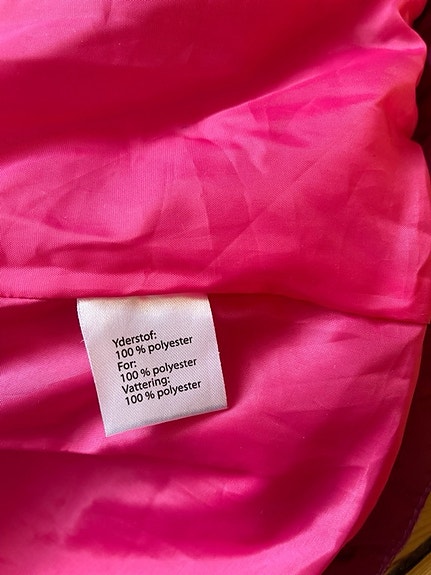 Yderstof:
100 % polyester
For:
100 % polyester
Vattering:
100 % polyester